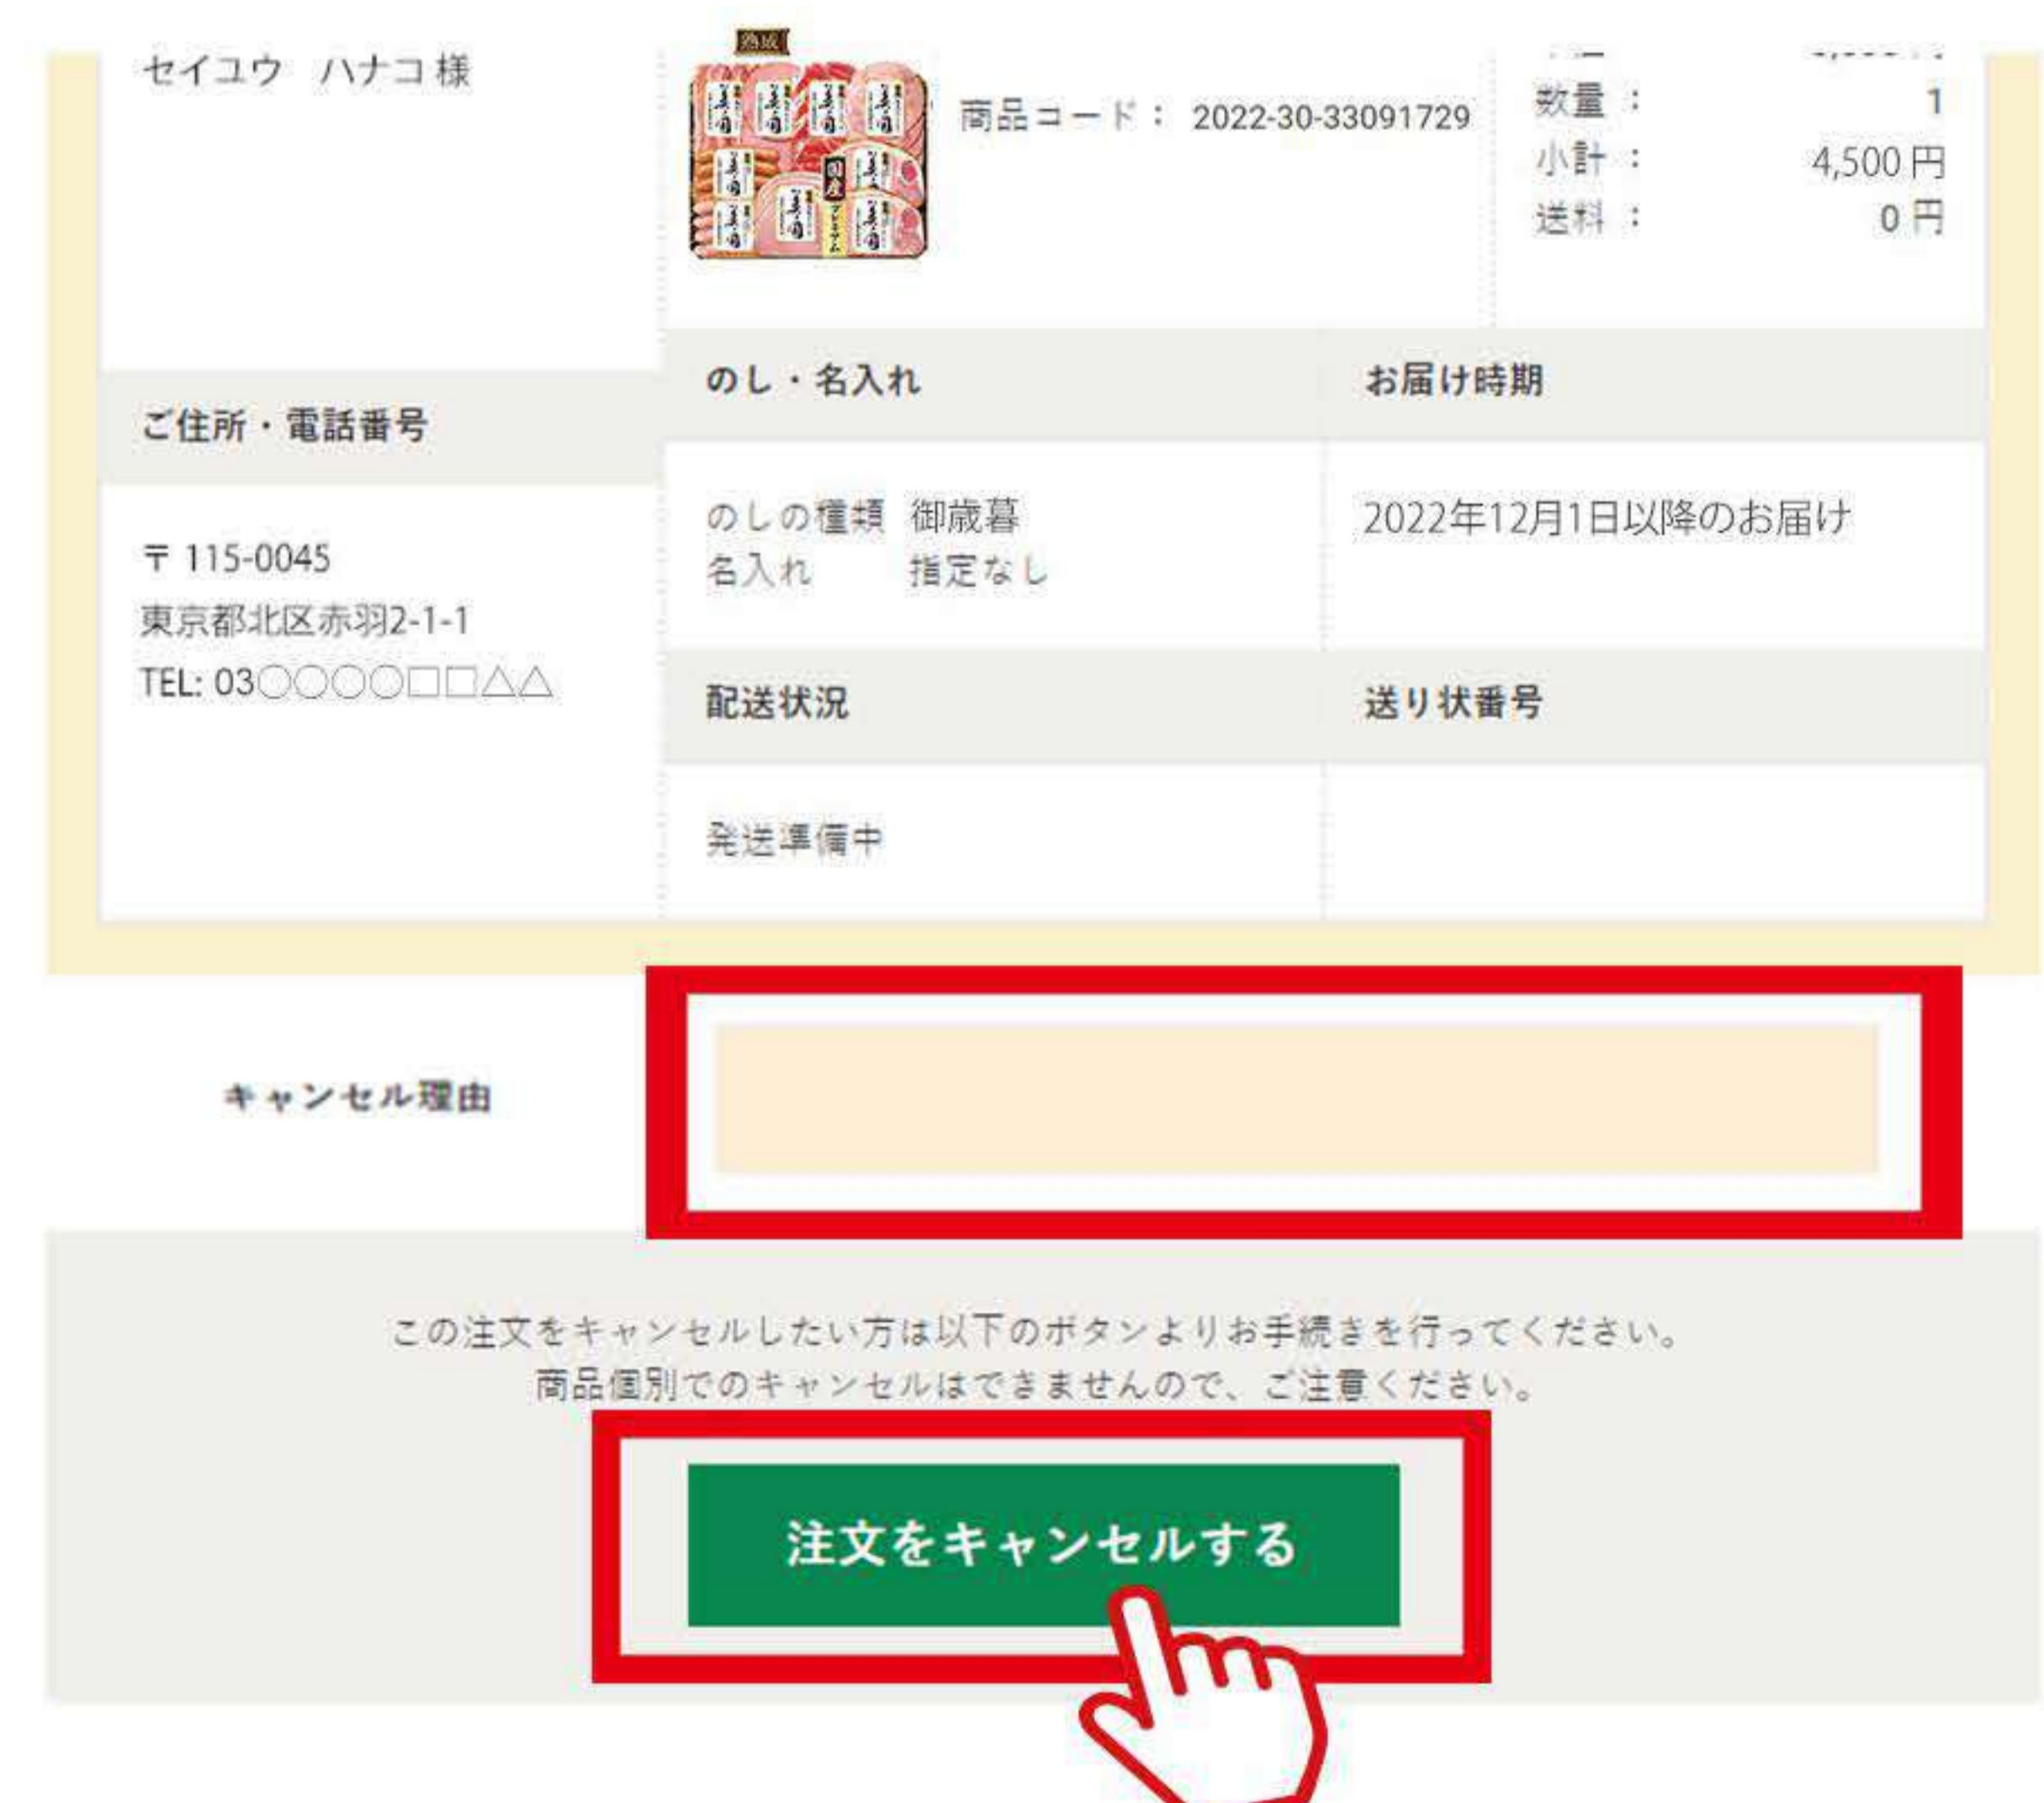 セイユウ ハナコ 様
熟成
国産
プレミアム
商品コード： 2022-30-33091729
数量： 1
小計： 4,500 円
送料： 0 円
ご住所・電話番号
〒 115-0045
東京都北区赤羽2-1-1
TEL: 03○○○○□□△△
のし・名入れ
お届け時期
のしの種類 御歳暮
名入れ 指定なし
2022年12月1日以降のお届け
配送状況
送り状番号
発送準備中
キャンセル理由
この注文をキャンセルしたい方は以下のボタンよりお手続きを行ってください。
商品個別でのキャンセルはできませんので、ご注意ください。
注文をキャンセルする